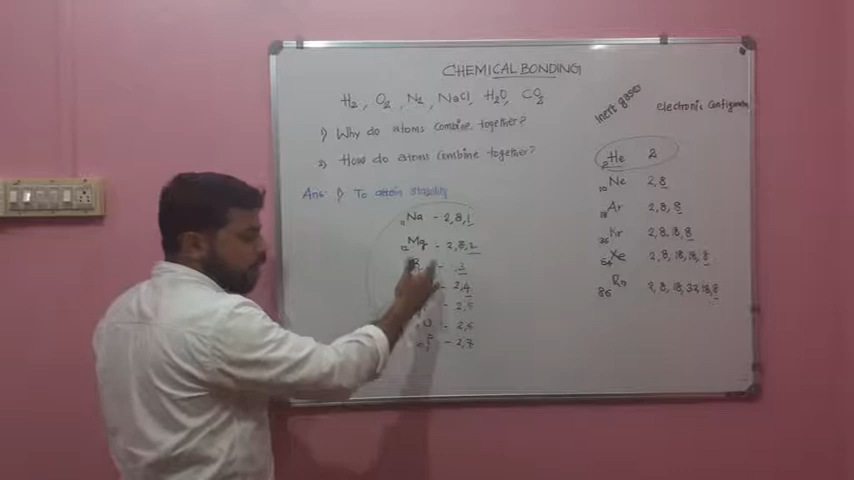 CHEMICAL BONDING
H2, O2, N2, NaCl, H2O, CO2
1) Why do atoms combine together?
2) How do atoms combine together?
Ans: 1) To attain stability
11Na - 2,8,1
12Mg - 2,8,2
3
- 2,4
- 2,5
- 2,6
F - 2,7
Inert gases electronic Configuration
2He 2
10Ne 2,8
18Ar 2,8,8
36Kr 2,8,18,8
54Xe 2,8,18,18,8
86Rn 2,8,18,32,18,8